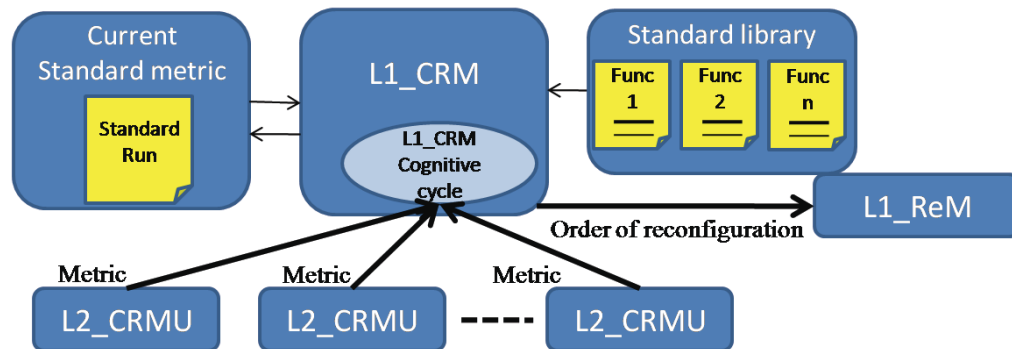 Current
Standard metric
Standard
Run
L1_CRM
L1_CRM
Cognitive
cycle
Standard library
Func
1
Func
2
Func
n
L1_ReM
Order of reconfiguration
Metric
Metric
Metric
L2_CRMU
L2_CRMU
L2_CRMU